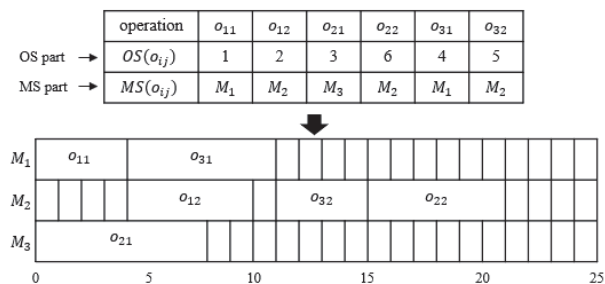 operation o₁₁ o₁₂ o₂₁ o₂₂ o₃₁ o₃₂
OS part → OS(oᵢⱼ) 1 2 3 6 4 5
MS part → MS(oᵢⱼ) M₁ M₂ M₃ M₂ M₁ M₂
M₁ o₁₁ o₃₁
M₂ o₁₂ o₃₂ o₂₂
M₃ o₂₁
0 5 10 15 20 25